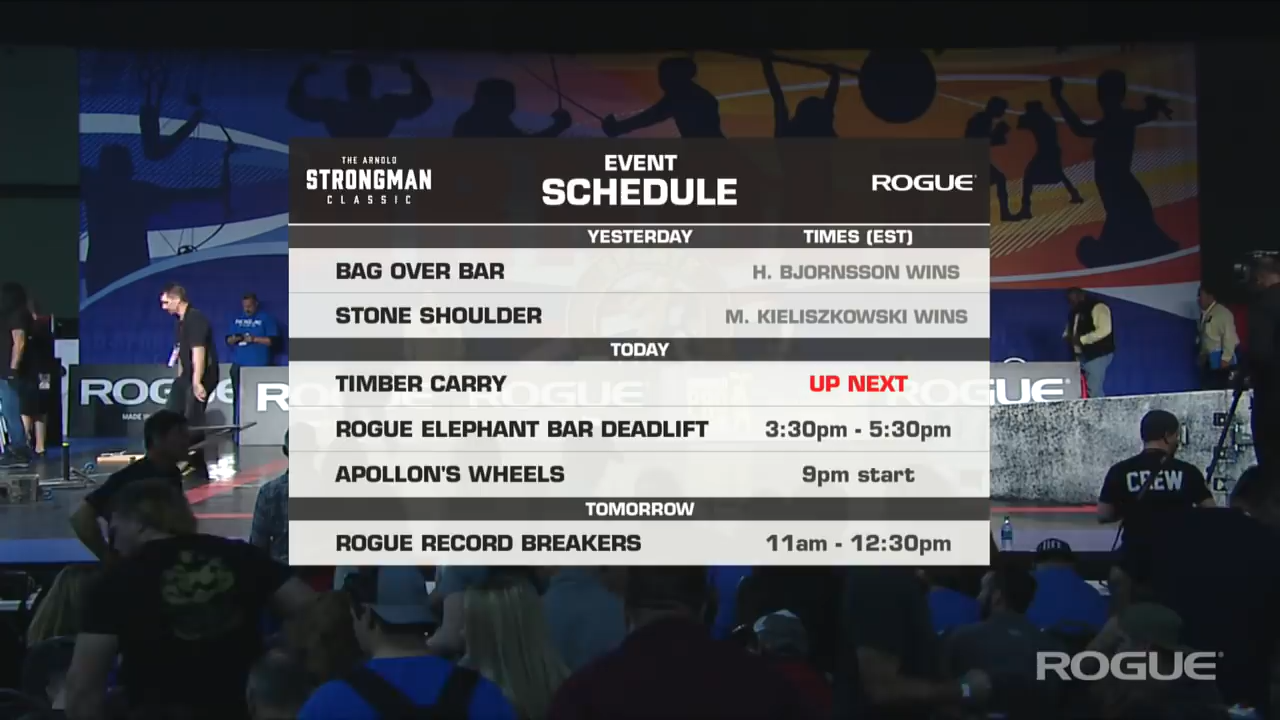 THE ARNOLD
STRONGMAN
CLASSIC
EVENT
SCHEDULE
ROGUE
YESTERDAY TIMES (EST)
BAG OVER BAR H. BJORNSSON WINS
STONE SHOULDER M. KIELISZKOWSKI WINS
TODAY
TIMBER CARRY UP NEXT
ROGUE ELEPHANT BAR DEADLIFT 3:30pm - 5:30pm
APOLLON'S WHEELS 9pm start
TOMORROW
ROGUE RECORD BREAKERS 11am - 12:30pm
ROGUE
ROGUE
CREW
ROGUE